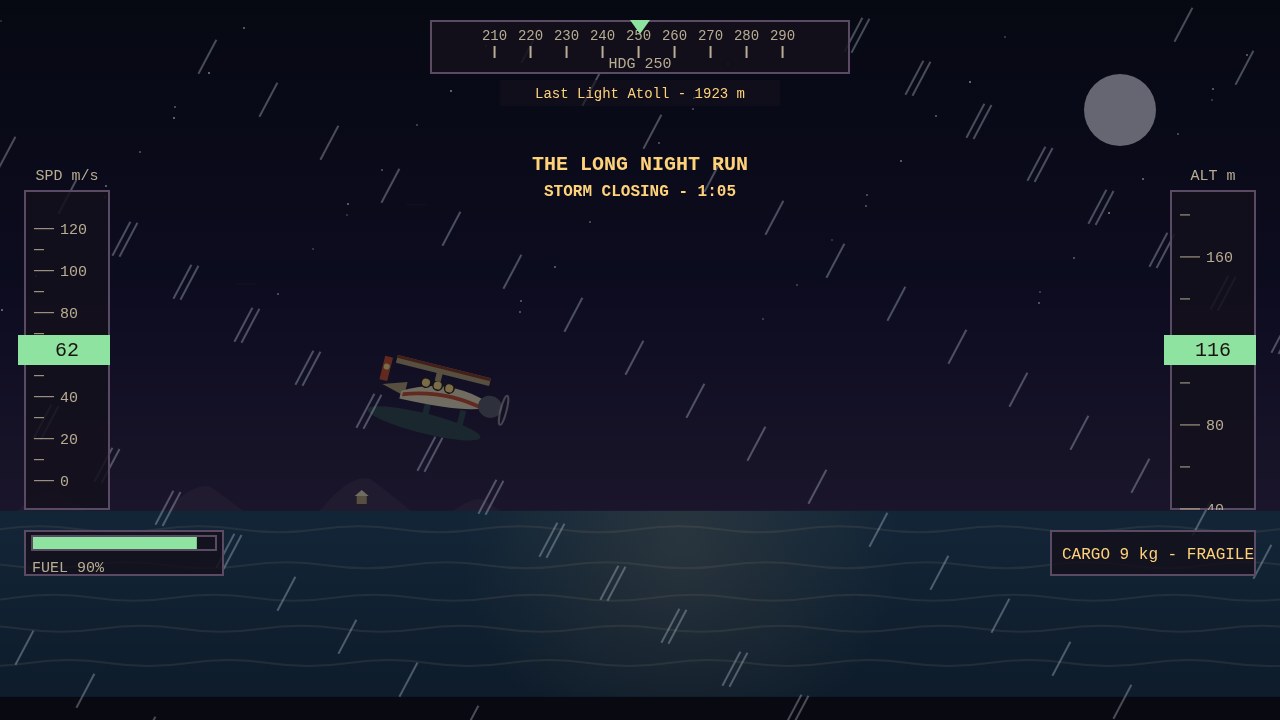 210 220 230 240 250 260 270 280 290
HDG 250
Last Light Atoll - 1923 m
THE LONG NIGHT RUN
STORM CLOSING - 1:05
SPD m/s
120
100
80
62
40
20
0
ALT m
160
116
80
40
FUEL 90%
CARGO 9 kg - FRAGILE